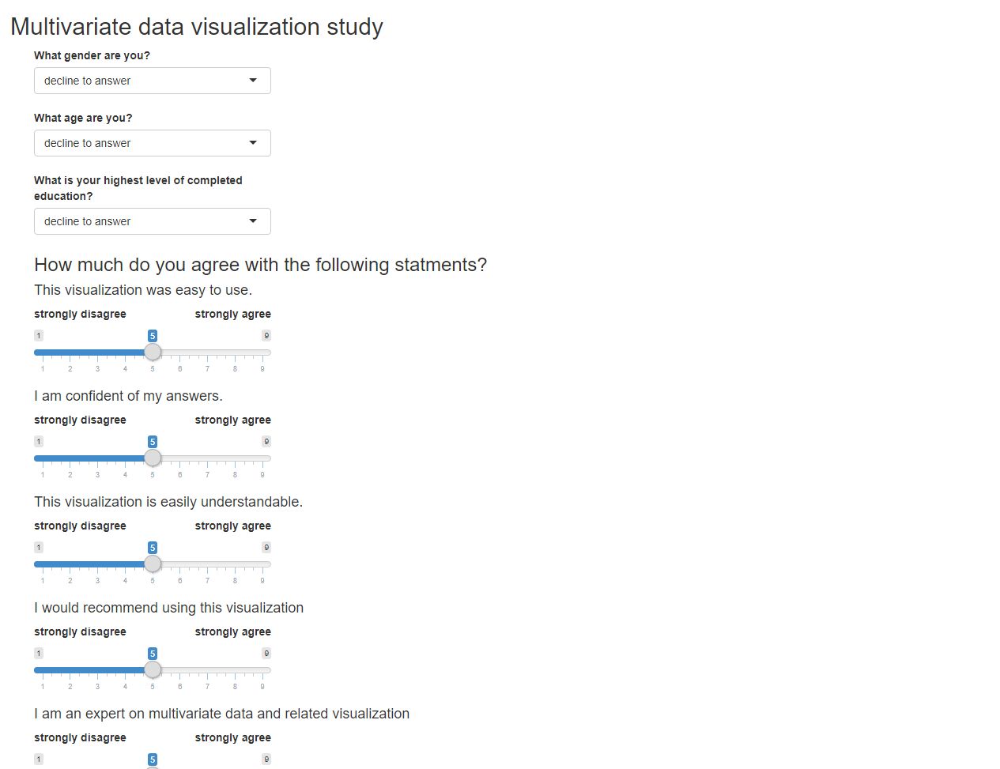 Multivariate data visualization study
What gender are you?
decline to answer
What age are you?
decline to answer
What is your highest level of completed
education?
decline to answer
How much do you agree with the following statments?
This visualization was easy to use.
strongly disagree strongly agree
1 5 9
1 2 3 4 5 6 7 8 9
I am confident of my answers.
strongly disagree strongly agree
1 5 9
1 2 3 4 5 6 7 8 9
This visualization is easily understandable.
strongly disagree strongly agree
1 5 9
1 2 3 4 5 6 7 8 9
I would recommend using this visualization
strongly disagree strongly agree
1 5 9
1 2 3 4 5 6 7 8 9
I am an expert on multivariate data and related visualization
strongly disagree strongly agree
1 5 9